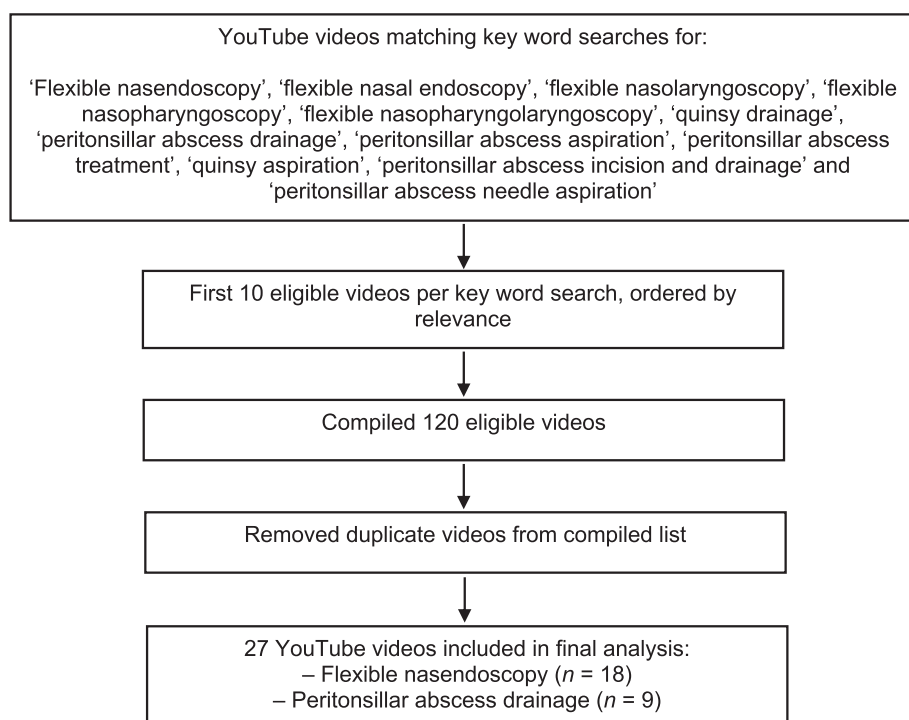 YouTube videos matching key word searches for:
‘Flexible nasendoscopy’, ‘flexible nasal endoscopy’, ‘flexible nasolaryngoscopy’, ‘flexible
nasopharyngoscopy’, ‘flexible nasopharyngolaryngoscopy’, ‘quinsy drainage’,
‘peritonsillar abscess drainage’, ‘peritonsillar abscess aspiration’, ‘peritonsillar abscess
treatment’, ‘quinsy aspiration’, ‘peritonsillar abscess incision and drainage’ and
‘peritonsillar abscess needle aspiration’
First 10 eligible videos per key word search, ordered by
relevance
Compiled 120 eligible videos
Removed duplicate videos from compiled list
27 YouTube videos included in final analysis:
– Flexible nasendoscopy (n = 18)
– Peritonsillar abscess drainage (n = 9)